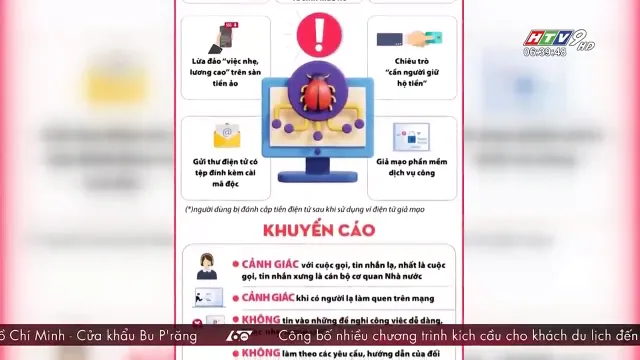 HTV9 HD
06:39:48
Lừa đảo "việc nhẹ,
lương cao" trên sàn
tiền ảo
Chiêu trò
"cần người giữ
hộ tiền"
Gửi thư điện tử có
tệp đính kèm cài
mã độc
Giả mạo phần mềm
dịch vụ công
(*)người dùng bị đánh cắp tiền điện tử sau khi sử dụng ví điện tử giả mạo
KHUYẾN CÁO
CẢNH GIÁC với cuộc gọi, tin nhắn lạ, nhất là cuộc
gọi, tin nhắn xưng là cán bộ cơ quan Nhà nước
CẢNH GIÁC khi có người lạ làm quen trên mạng
KHÔNG tin vào những đề nghị công việc dễ dàng,
ồ Chí Minh - Cửa khẩu Bu P'răng
Công bố nhiều chương trình kích cầu cho khách du lịch đến
KHÔNG làm theo các yêu cầu, hướng dẫn của đối